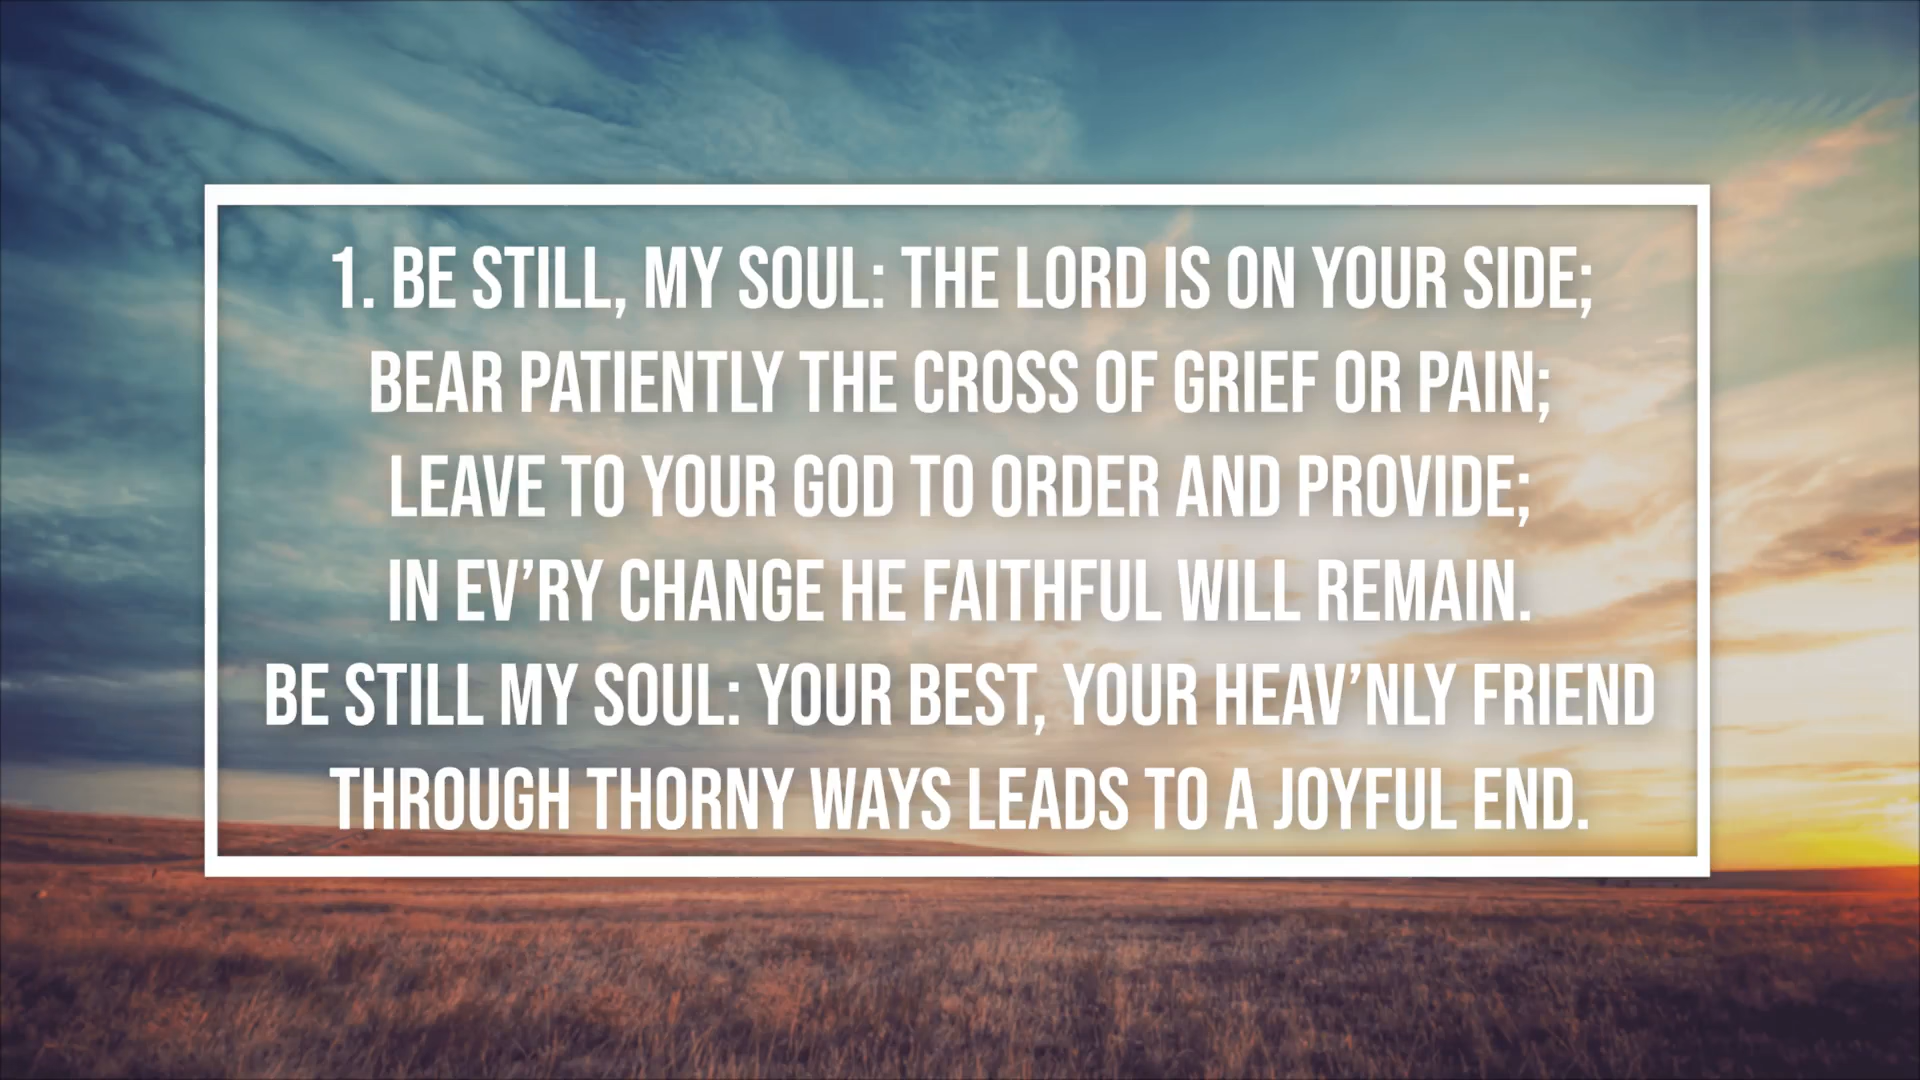 1. BE STILL, MY SOUL: THE LORD IS ON YOUR SIDE;
BEAR PATIENTLY THE CROSS OF GRIEF OR PAIN;
LEAVE TO YOUR GOD TO ORDER AND PROVIDE;
IN EV’RY CHANGE HE FAITHFUL WILL REMAIN.
BE STILL MY SOUL: YOUR BEST, YOUR HEAV’NLY FRIEND
THROUGH THORNY WAYS LEADS TO A JOYFUL END.